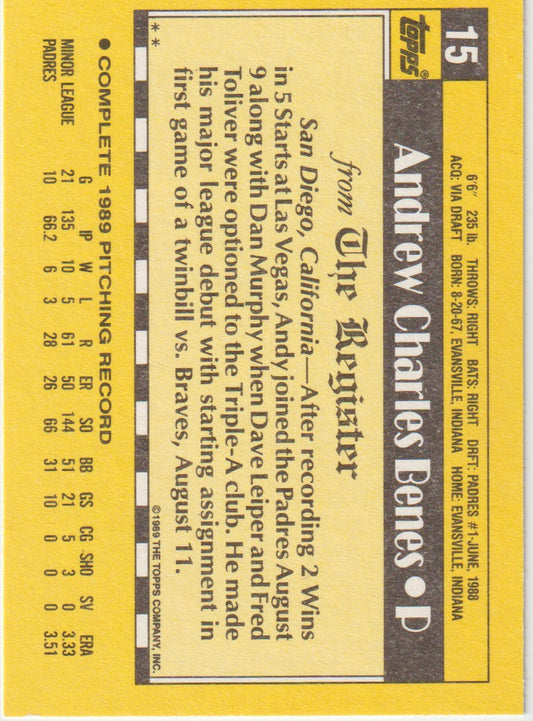 15
topps®
6'6" 235 lb. THROWS: RIGHT BATS: RIGHT DRFT: PADRES #1-JUNE, 1988
ACQ: VIA DRAFT BORN: 8-20-67, EVANSVILLE, INDIANA HOME: EVANSVILLE, INDIANA
Andrew Charles Benes • P
from The Register
San Diego, California—After recording 2 Wins
in 5 Starts at Las Vegas, Andy joined the Padres August
9 along with Dan Murphy when Dave Leiper and Fred
Toliver were optioned to the Triple-A club. He made
his major league debut with starting assignment in
first game of a twinbill vs. Braves, August 11.
* * ©1989 THE TOPPS COMPANY, INC.
• COMPLETE 1989 PITCHING RECORD
G IP W L R ER SO BB GS CG SHO SV ERA
MINOR LEAGUE 21 135 10 5 61 50 144 51 21 5 3 0 3.33
PADRES 10 66.2 6 3 28 26 66 31 10 0 0 0 3.51